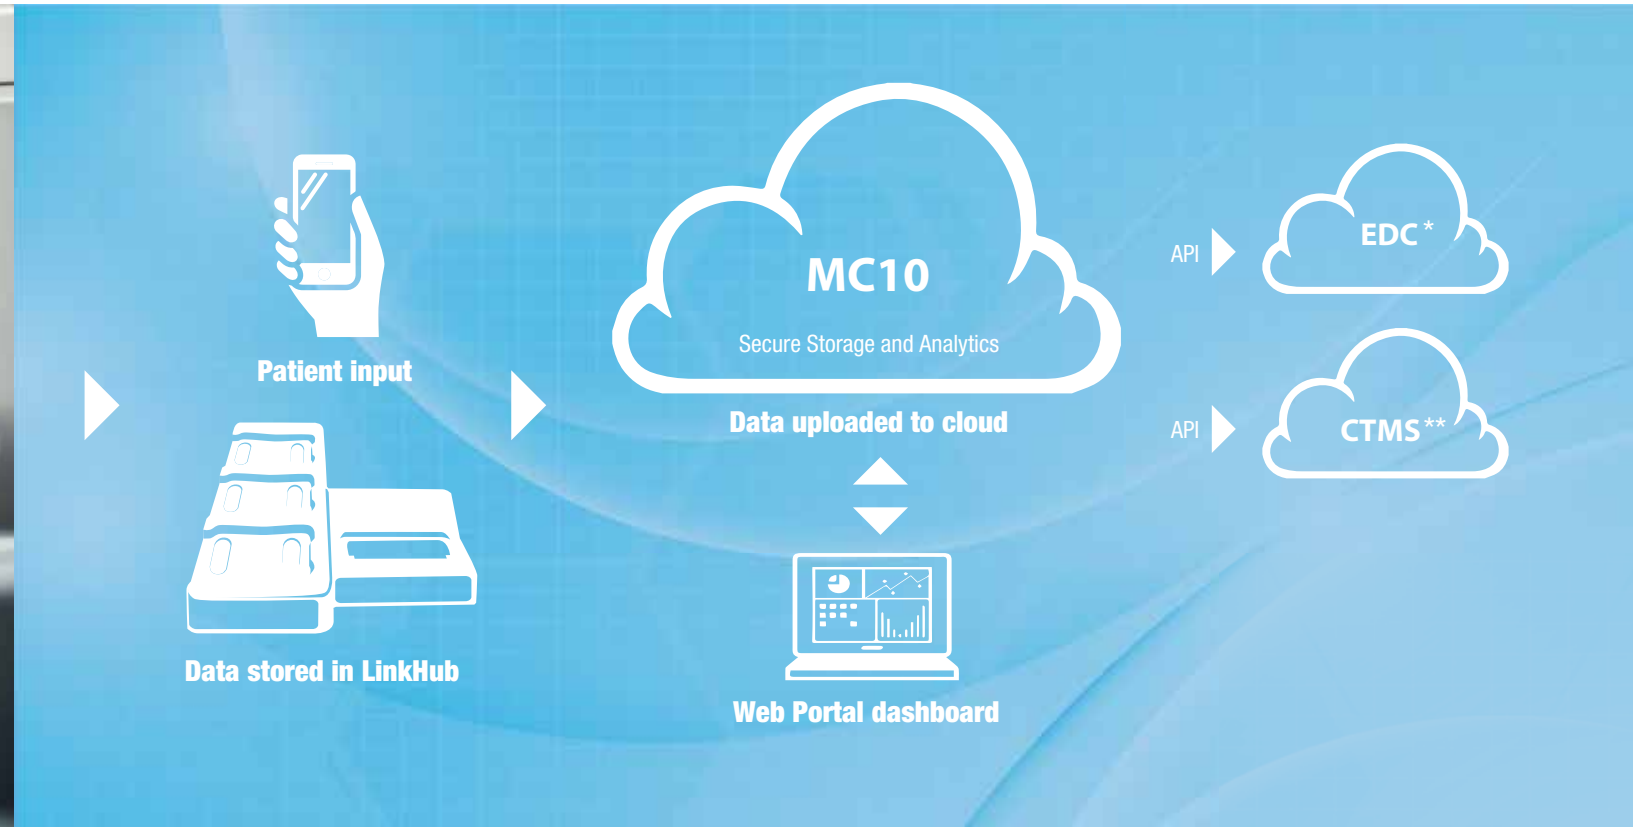 Patient input
Data stored in LinkHub
MC10
Secure Storage and Analytics
Data uploaded to cloud
Web Portal dashboard
API
EDC*
API
CTMS**